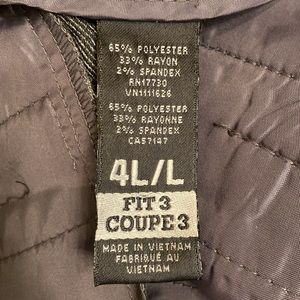 65% POLYESTER
33% RAYON
2% SPANDEX
RN17730
VN1111626
65% POLYESTER
33% RAYONNE
2% SPANDEX
CA57147
4L/L
FIT 3
COUPE 3
MADE IN VIETNAM
FABRIQUÉ AU
VIETNAM